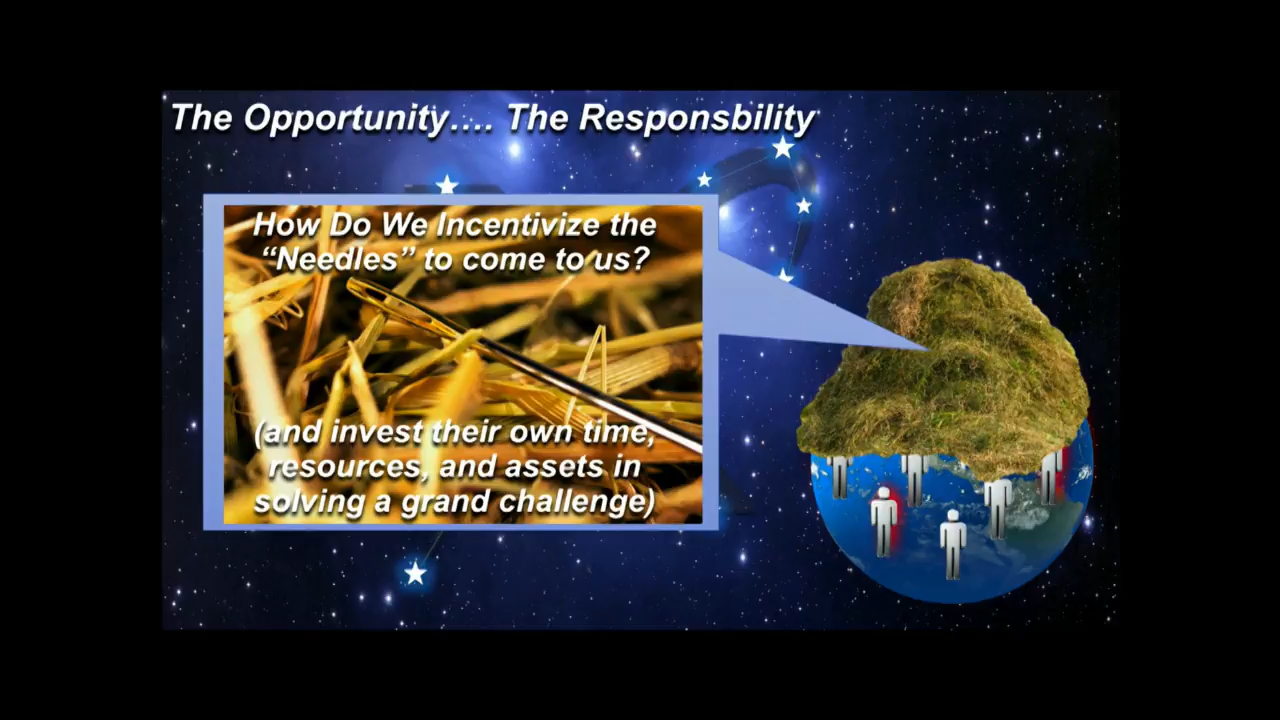 The Opportunity.... The Responsbility
How Do We Incentivize the
“Needles” to come to us?
(and invest their own time,
resources, and assets in
solving a grand challenge)